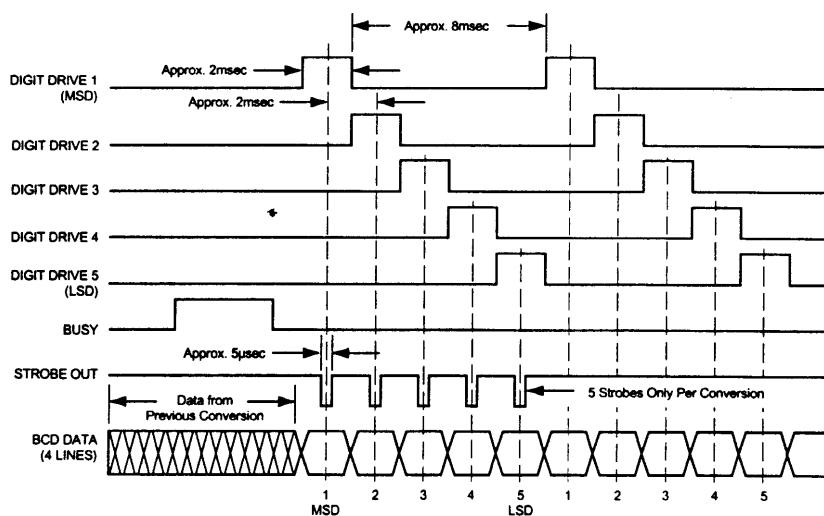 Approx. 8msec
Approx. 2msec
DIGIT DRIVE 1
(MSD)
Approx. 2msec
DIGIT DRIVE 2
DIGIT DRIVE 3
DIGIT DRIVE 4
DIGIT DRIVE 5
(LSD)
BUSY
Approx. 5μsec
STROBE OUT
5 Strobes Only Per Conversion
Data from
Previous Conversion
BCD DATA
(4 LINES)
1 2 3 4 5 1 2 3 4 5
MSD LSD